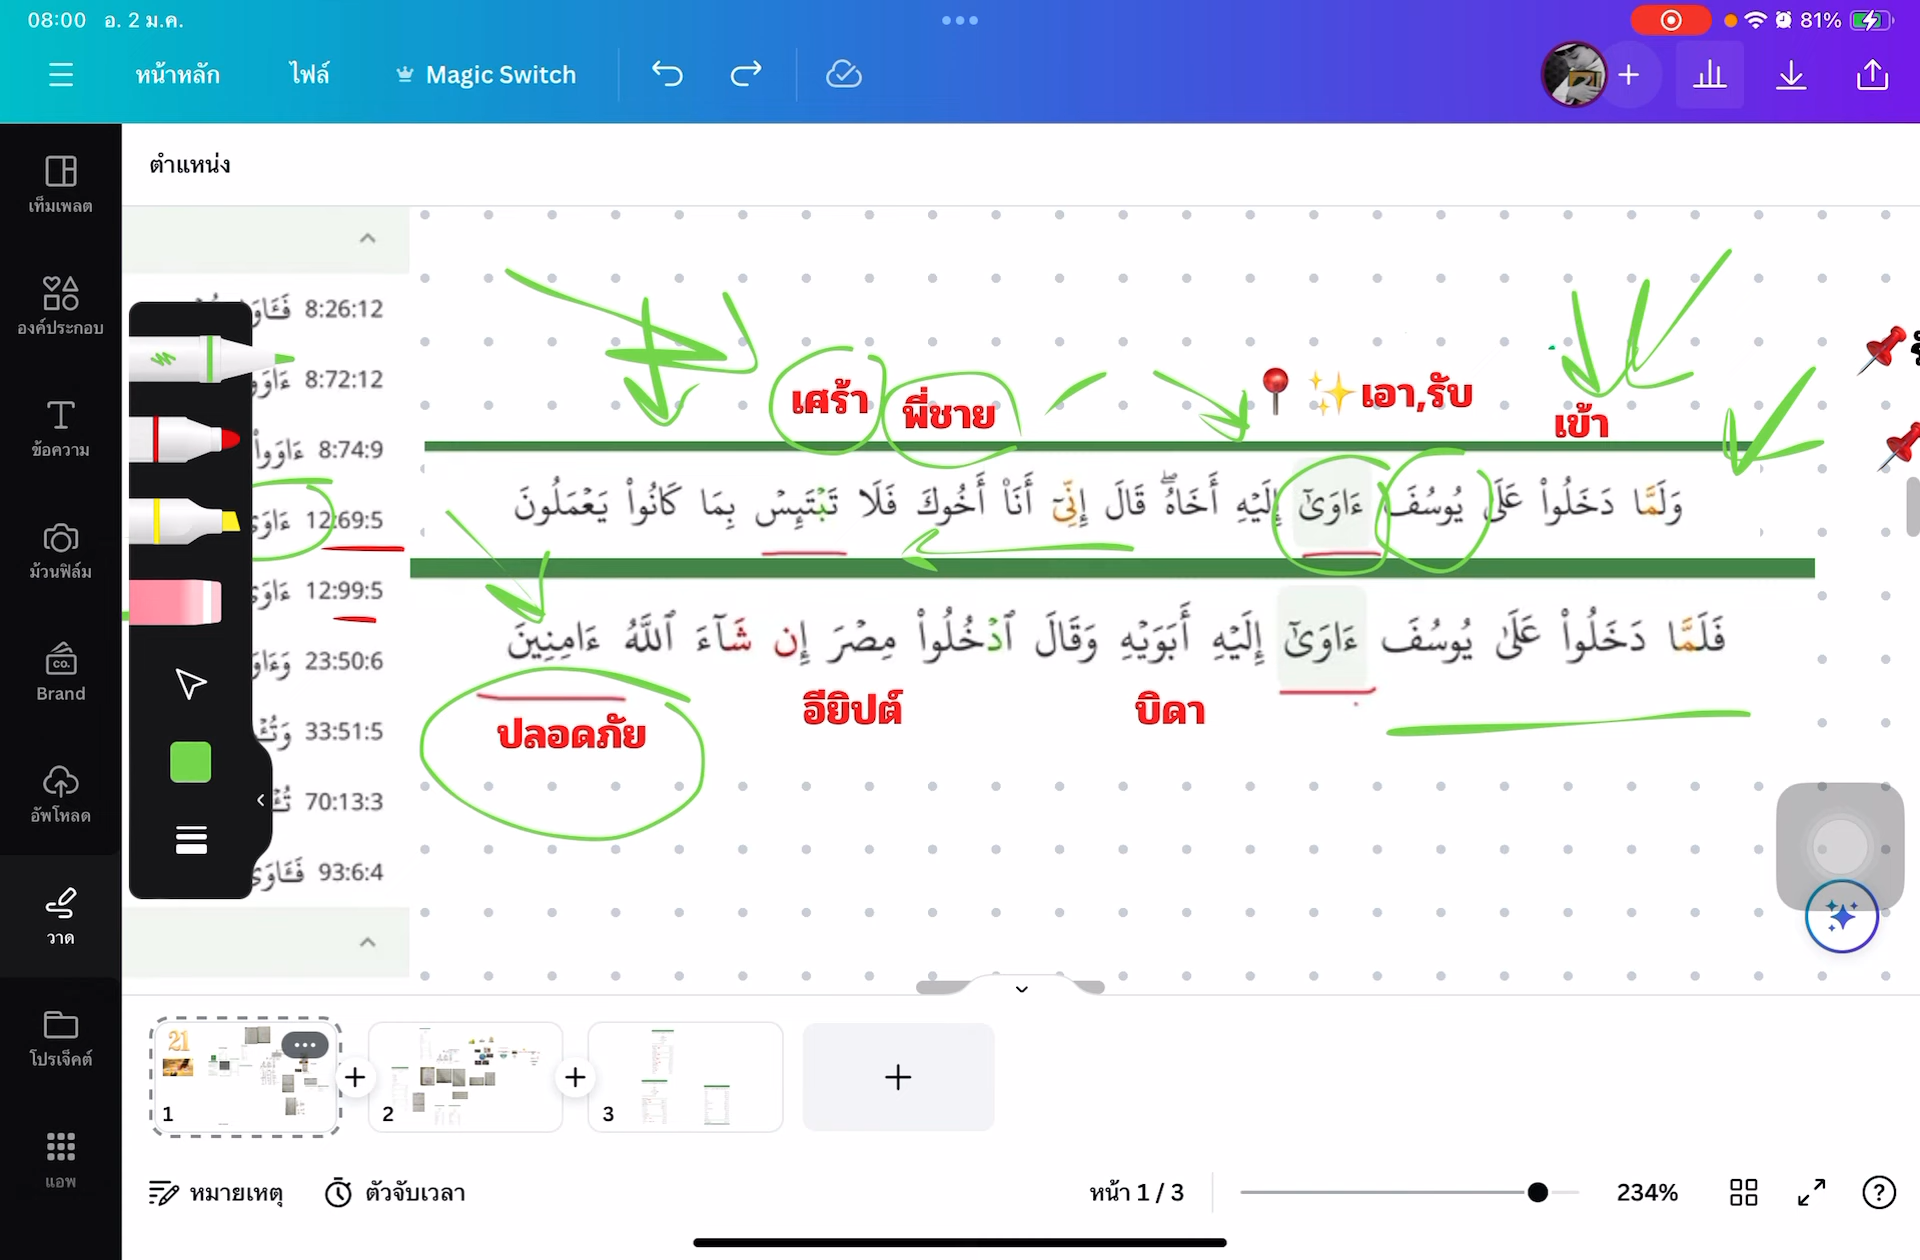 08:00 อ. 2 ม.ค.
81%
หน้าหลัก
ไฟล์
Magic Switch
ตำแหน่ง
เท็มเพลต
องค์ประกอบ
ข้อความ
ม้วนฟิล์ม
CO.
Brand
อัพโหลด
วาด
โปรเจ็คต์
แอพ
8:26:12
8:72:12
8:74:9
12:69:5
12:99:5
23:50:6
33:51:5
70:13:3
93:6:4
เศร้า
พี่ชาย
เอา,รับ
เข้า
وَلَمَّا دَخَلُوا۟ عَلَىٰ يُوسُفَ ءَاوَىٰٓ إِلَيْهِ أَخَاهُ ۖ قَالَ إِنِّىٓ أَنَا۠ أَخُوكَ فَلَا تَبْتَئِسْ بِمَا كَانُوا۟ يَعْمَلُونَ
فَلَمَّا دَخَلُوا۟ عَلَىٰ يُوسُفَ ءَاوَىٰٓ إِلَيْهِ أَبَوَيْهِ وَقَالَ ٱدْخُلُوا۟ مِصْرَ إِن شَآءَ ٱللَّهُ ءَامِنِينَ
ปลอดภัย
อียิปต์
บิดา
21
1
2
3
หมายเหตุ
ตัวจับเวลา
หน้า 1 / 3
234%